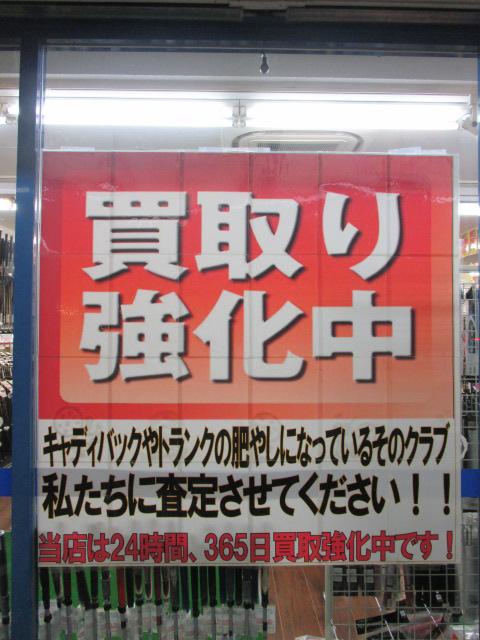 買取り
強化中
キャディバックやトランクの肥やしになっているそのクラブ
私たちに査定させてください！！
当店は24時間、365日買取強化中です！